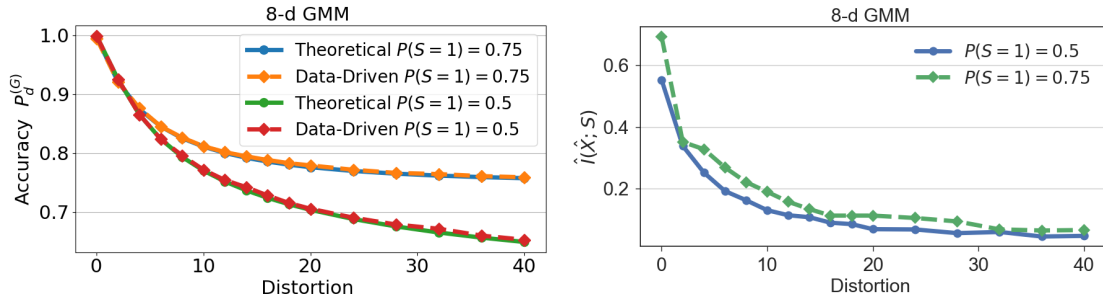 8-d GMM
Accuracy P_d^(G)
1.0
0.9
0.8
0.7
Theoretical P(S = 1) = 0.75
Data-Driven P(S = 1) = 0.75
Theoretical P(S = 1) = 0.5
Data-Driven P(S = 1) = 0.5
0 10 20 30 40
Distortion
8-d GMM
Î(X̂; S)
0.6
0.4
0.2
P(S = 1) = 0.5
P(S = 1) = 0.75
0 10 20 30 40
Distortion